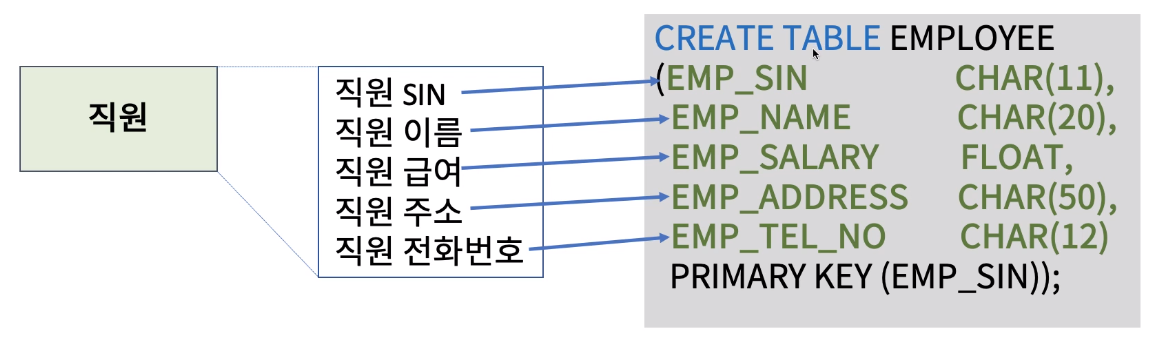 직원
직원 SIN
직원 이름
직원 급여
직원 주소
직원 전화번호
CREATE TABLE EMPLOYEE
(EMP_SIN CHAR(11),
EMP_NAME CHAR(20),
EMP_SALARY FLOAT,
EMP_ADDRESS CHAR(50),
EMP_TEL_NO CHAR(12)
PRIMARY KEY (EMP_SIN));